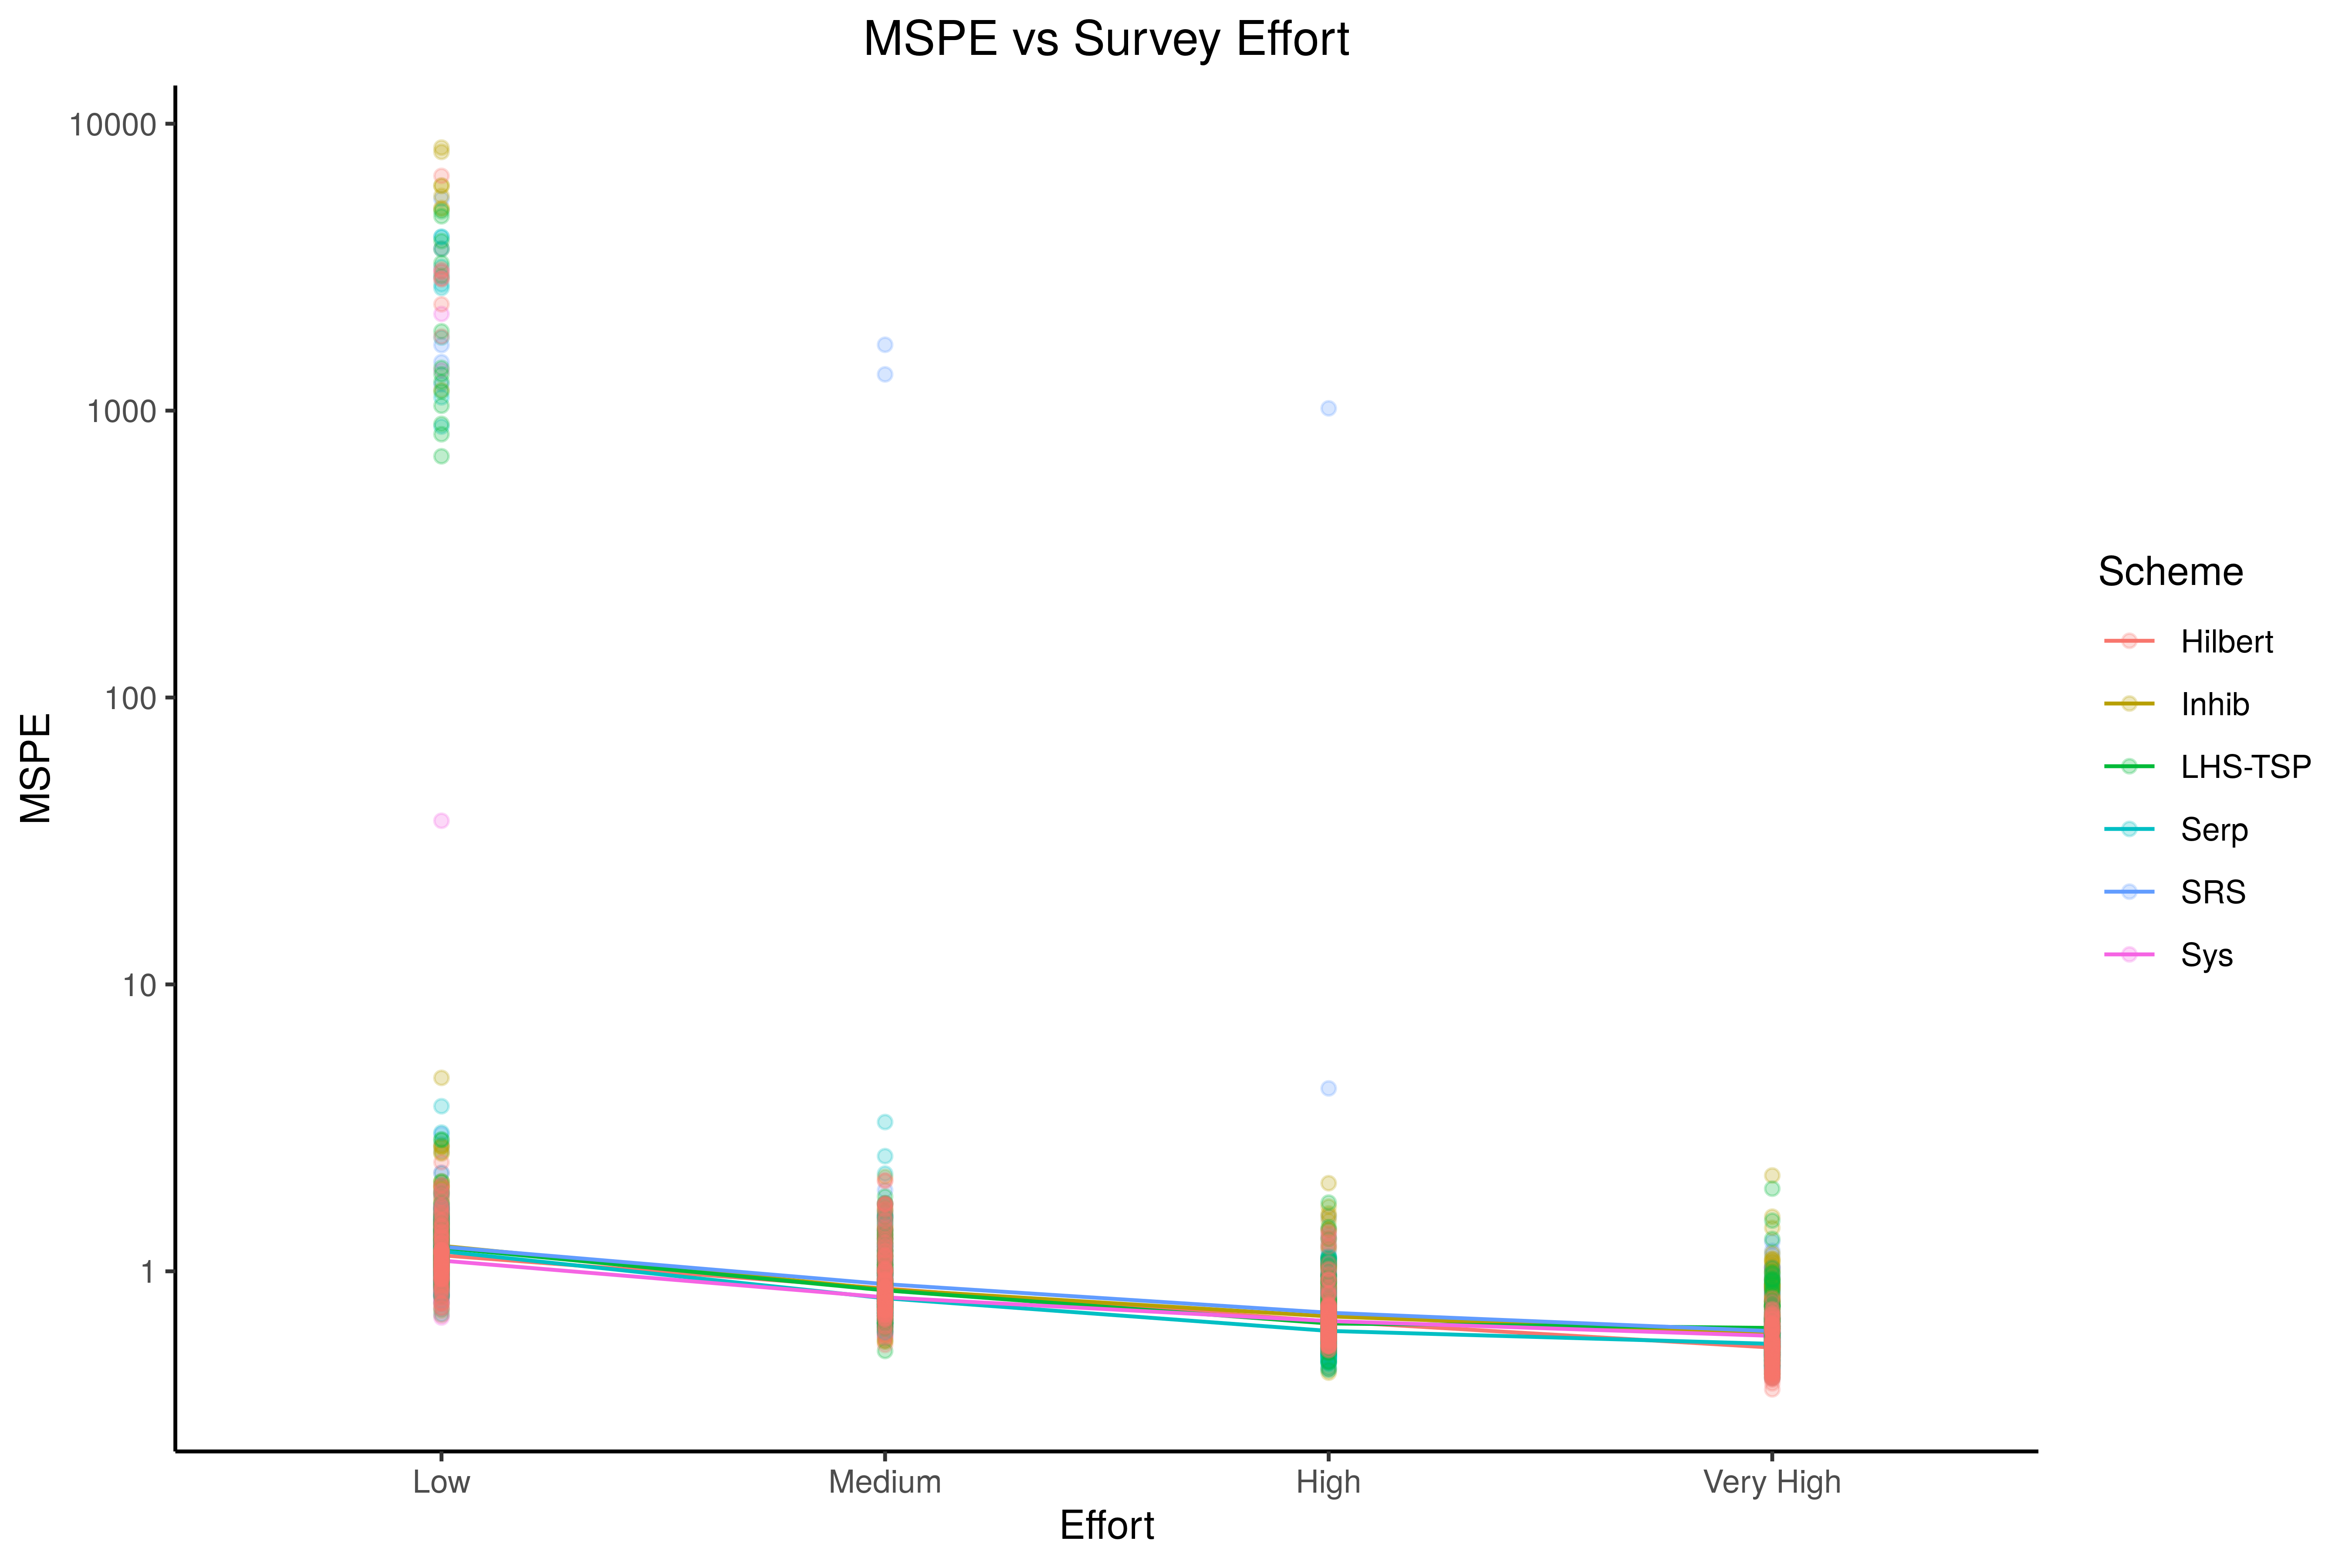 MSPE vs Survey Effort
10000
1000
100
10
1
MSPE
Low
Medium
High
Very High
Effort
Scheme
Hilbert
Inhib
LHS-TSP
Serp
SRS
Sys